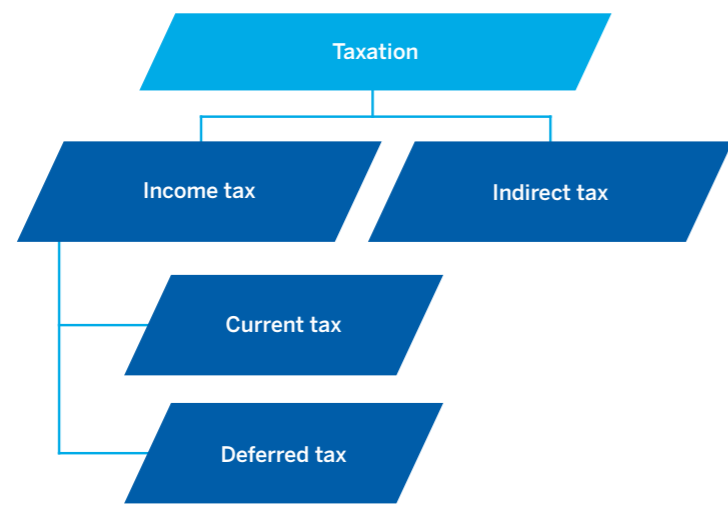 Taxation
Income tax
Indirect tax
Current tax
Deferred tax